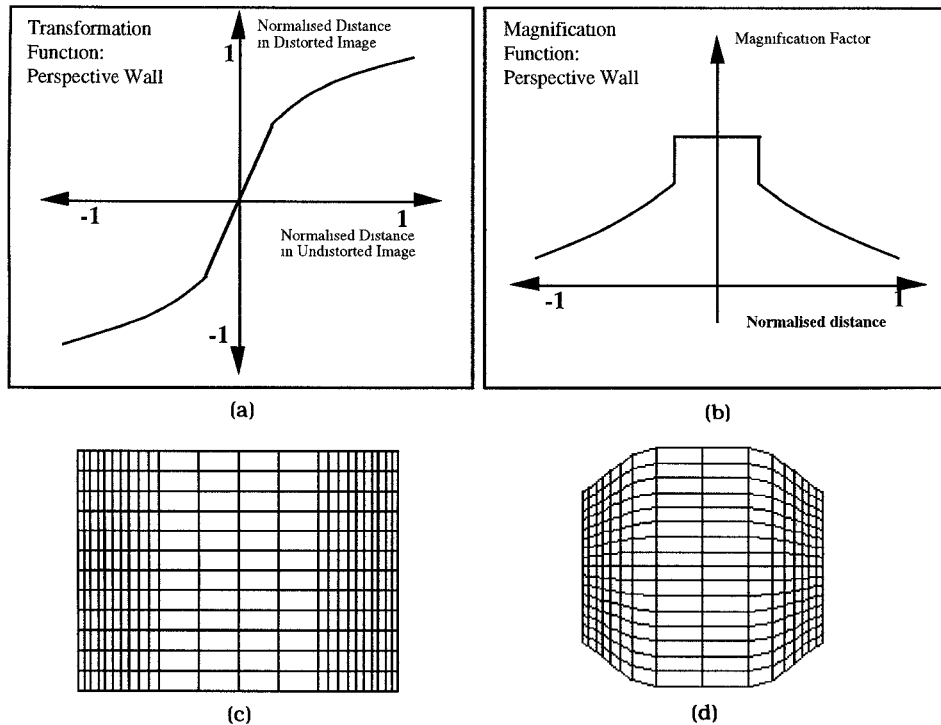 Transformation
Function:
Perspective Wall
Normalised Distance
in Distorted Image
1
-1
1
Normalised Distance
in Undistorted Image
-1
(a)
Magnification
Function:
Perspective Wall
Magnification Factor
-1
1
Normalised distance
(b)
(c)
(d)